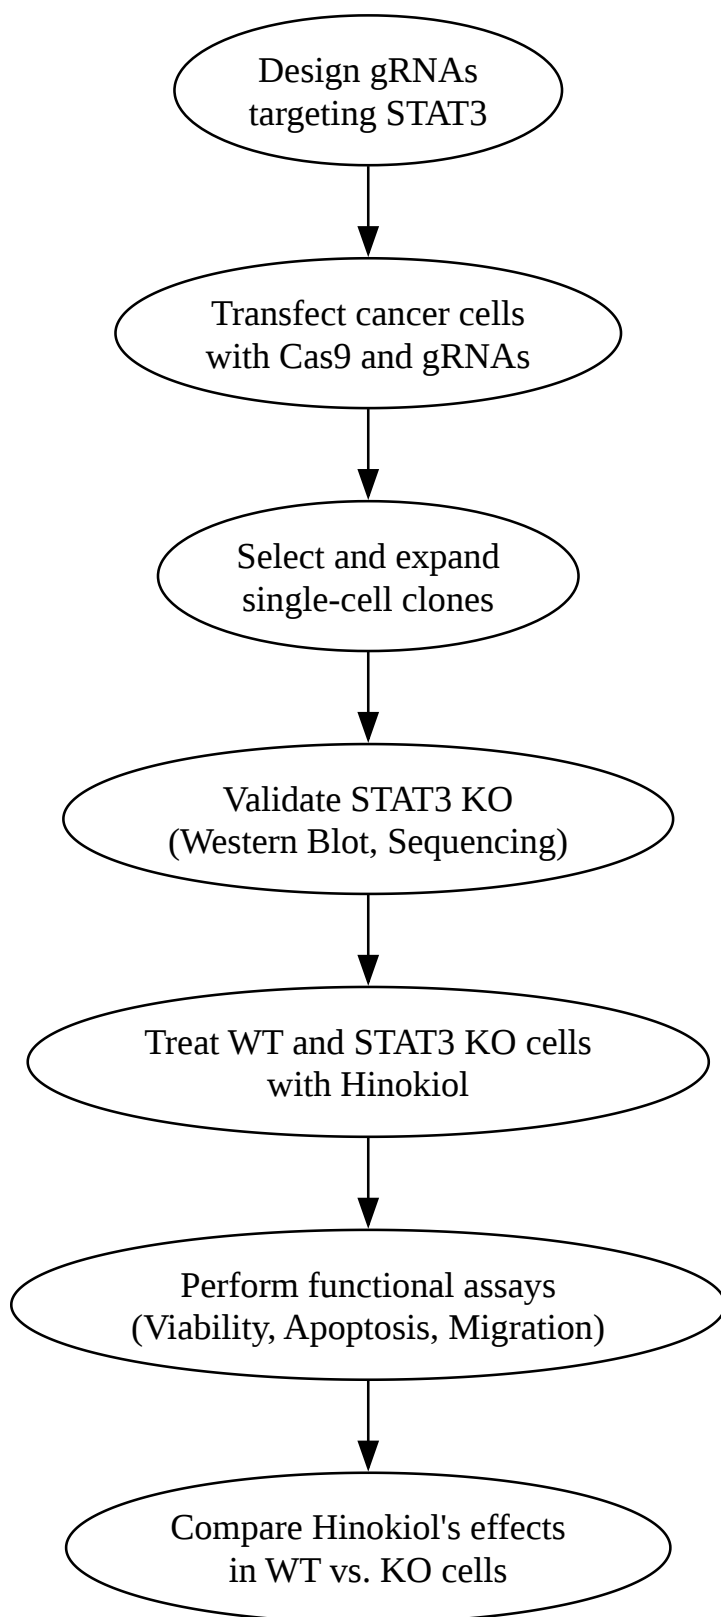 Design gRNAs
targeting STAT3
Transfect cancer cells
with Cas9 and gRNAs
Select and expand
single-cell clones
Validate STAT3 KO
(Western Blot, Sequencing)
Treat WT and STAT3 KO cells
with Hinokiol
Perform functional assays
(Viability, Apoptosis, Migration)
Compare Hinokiol's effects
in WT vs. KO cells